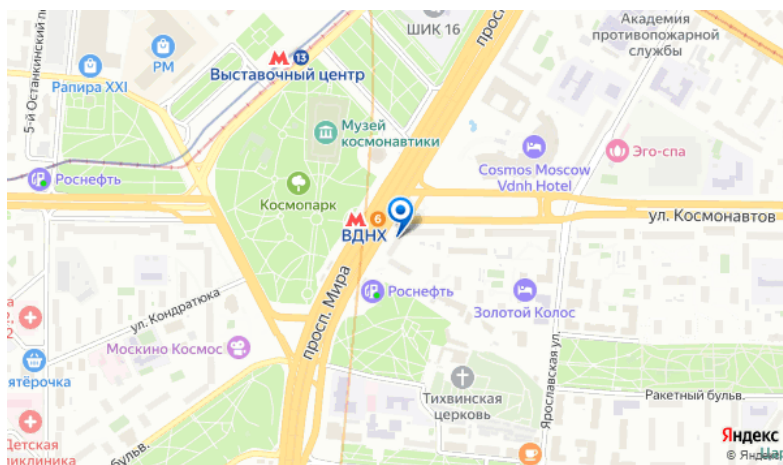 ШИК 16
Академия
противопожарной
службы
просп
13
Выставочный центр
РМ
Рапира XXI
5-й Останкинский п
Музей
космонавтики
Эго-спа
Cosmos Moscow
Vdnh Hotel
Роснефть
Космопарк
6
ВДНХ
ул. Космонавтов
просп. Мира
Роснефть
Золотой Колос
ул. Кондратюка
Москино Космос
ятёрочка
Ярославская ул.
Тихвинская
церковь
Ракетный бульв.
бульв.
Детская
иклиника
Яндекс
© Яндекс